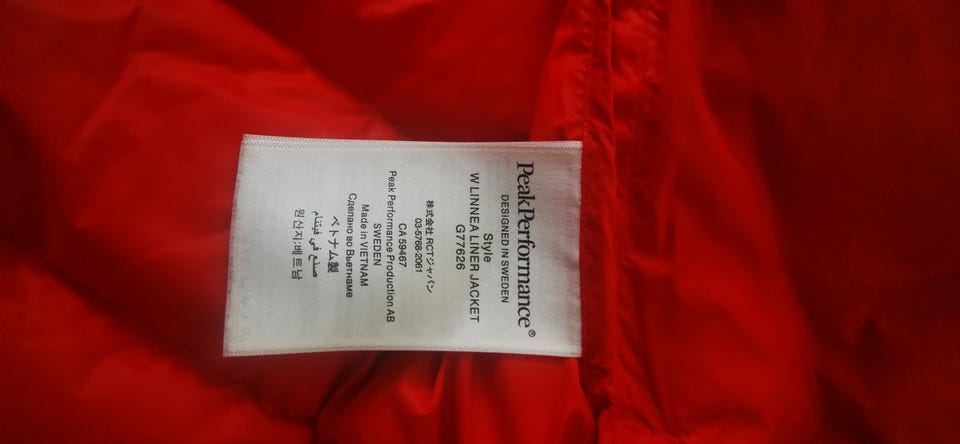 PeakPerformance®
DESIGNED IN SWEDEN
Style
W LINNEA LINER JACKET
G77626
株式会社 RCTジャパン
03-5768-2061
CA 59467
Peak Performance Production AB
SWEDEN
Made in VIETNAM
Сделано во Вьетнаме
ベトナム製
صنع في فيتنام
원산지:베트남